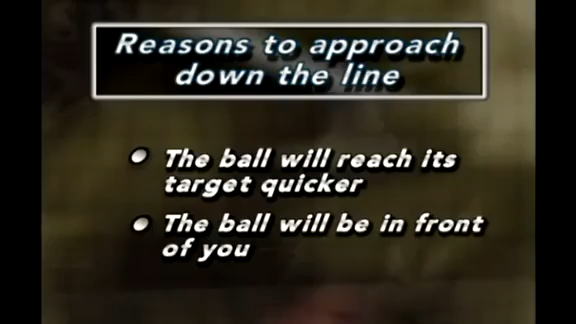 Reasons to approach
down the line
The ball will reach its
target quicker
The ball will be in front
of you